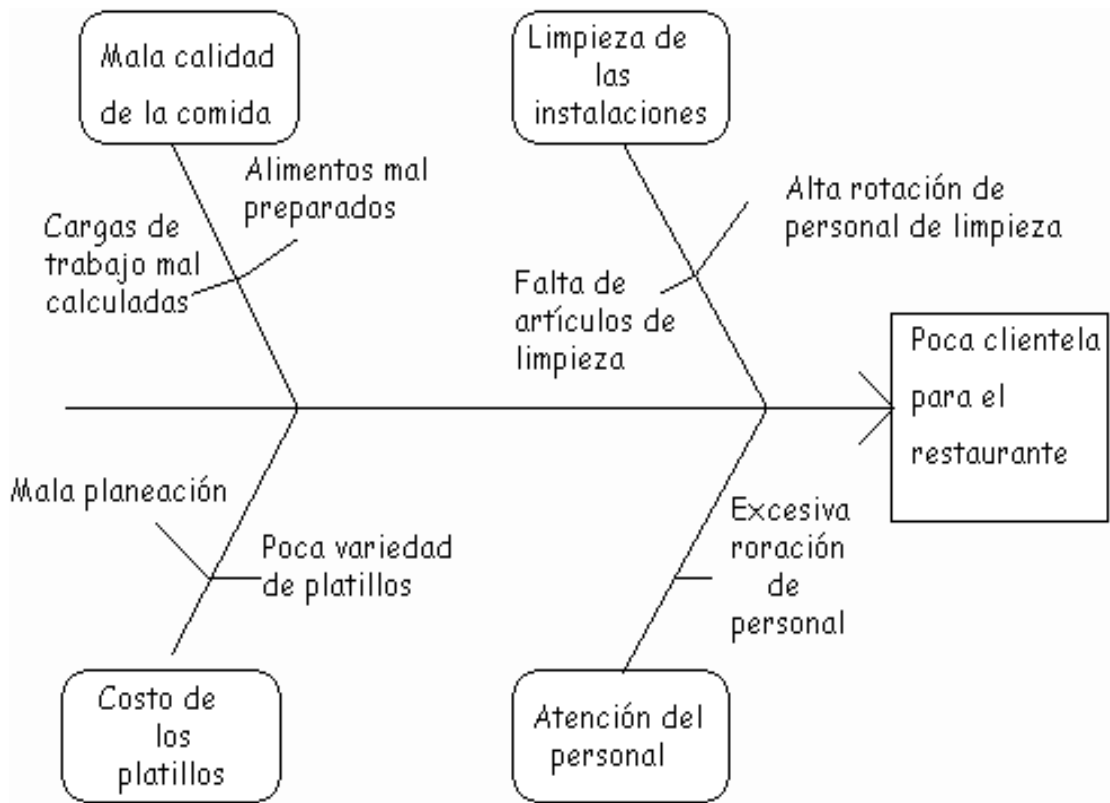 Mala calidad
de la comida
Limpieza de
las
instalaciones
Alimentos mal
preparados
Cargas de
trabajo mal
calculadas
Alta rotación de
personal de limpieza
Falta de
artículos de
limpieza
Poca clientela
para el
restaurante
Mala planeación
Poca variedad
de platillos
Excesiva
roración
de
personal
Costo de
los
platillos
Atención del
personal